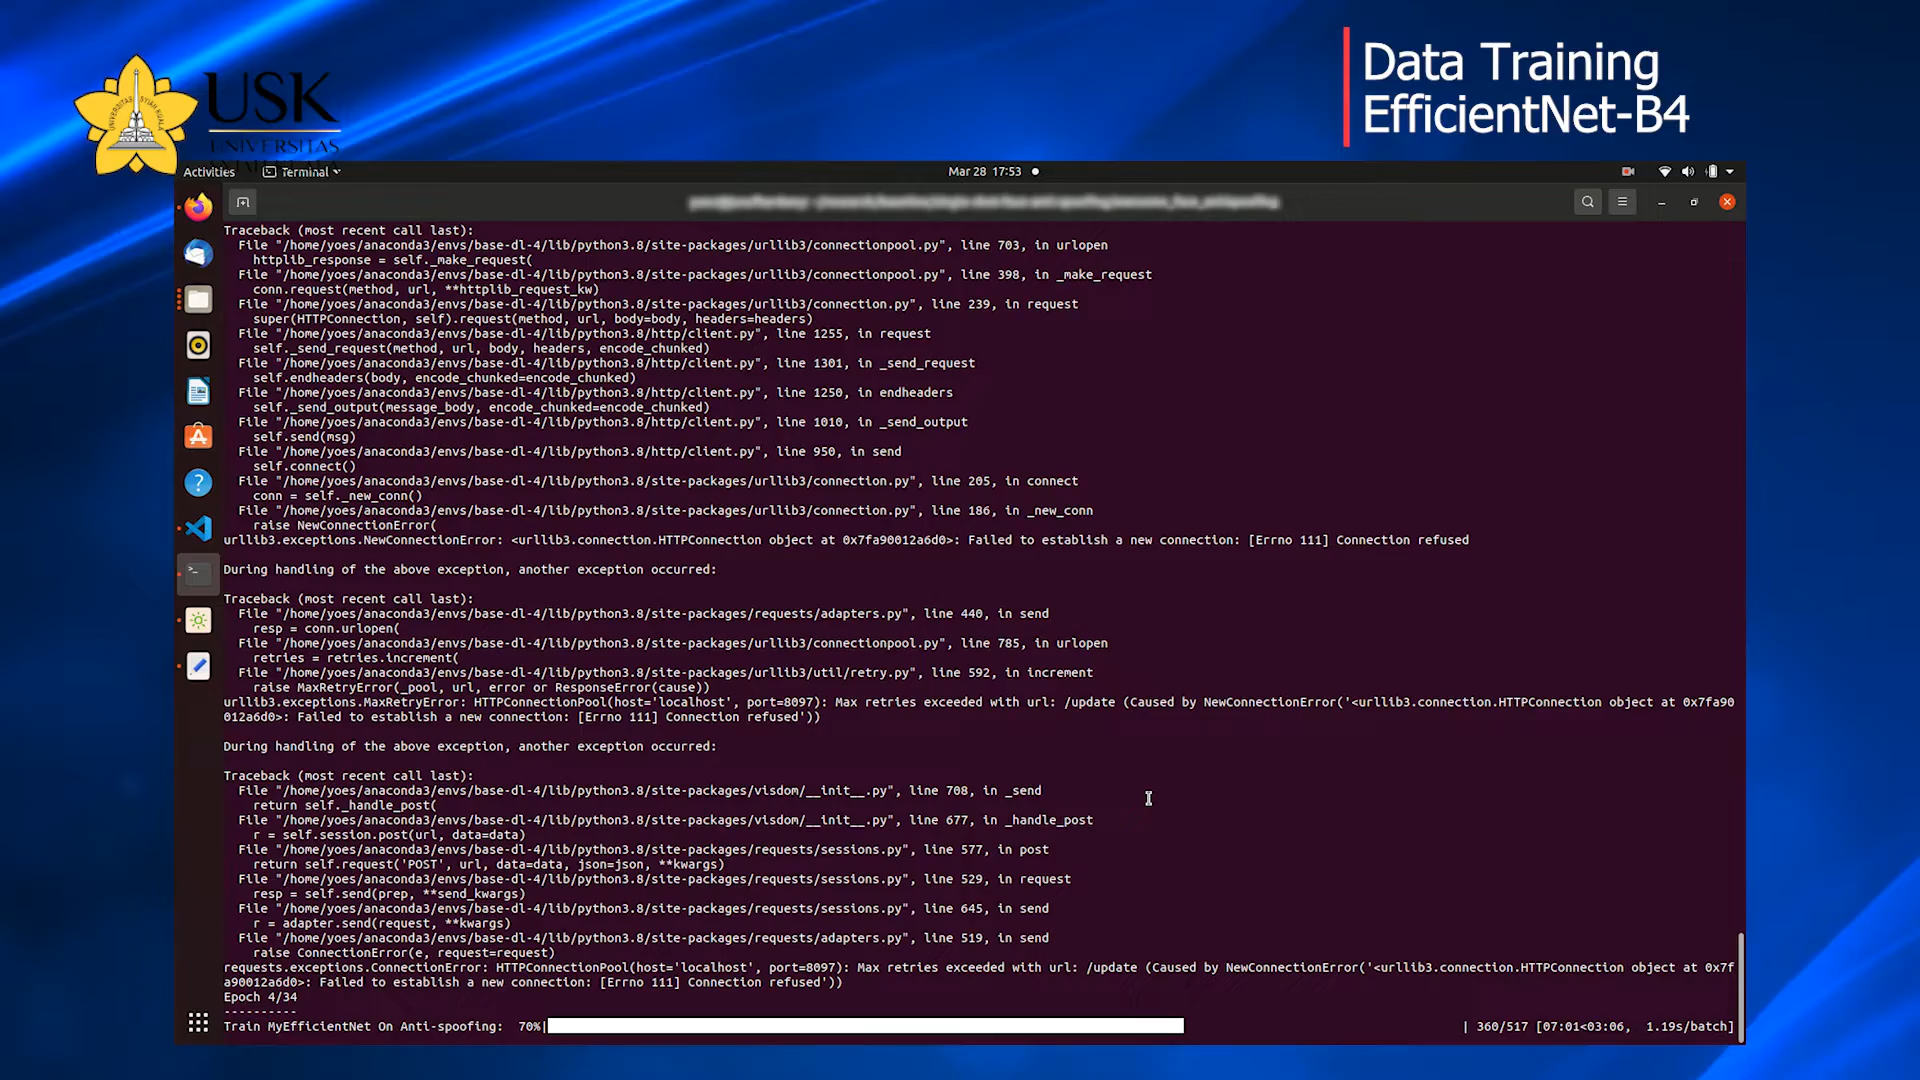 Data Training
EfficientNet-B4
USK
UNIVERSITAS
Activities
Terminal
Mar 28 17:53
Traceback (most recent call last):
File "/home/yoes/anaconda3/envs/base-dl-4/lib/python3.8/site-packages/urllib3/connectionpool.py", line 703, in urlopen
httplib_response = self._make_request(
File "/home/yoes/anaconda3/envs/base-dl-4/lib/python3.8/site-packages/urllib3/connectionpool.py", line 398, in _make_request
conn.request(method, url, **httplib_request_kw)
File "/home/yoes/anaconda3/envs/base-dl-4/lib/python3.8/site-packages/urllib3/connection.py", line 239, in request
super(HTTPConnection, self).request(method, url, body=body, headers=headers)
File "/home/yoes/anaconda3/envs/base-dl-4/lib/python3.8/http/client.py", line 1255, in request
self._send_request(method, url, body, headers, encode_chunked)
File "/home/yoes/anaconda3/envs/base-dl-4/lib/python3.8/http/client.py", line 1301, in _send_request
self.endheaders(body, encode_chunked=encode_chunked)
File "/home/yoes/anaconda3/envs/base-dl-4/lib/python3.8/http/client.py", line 1250, in endheaders
self._send_output(message_body, encode_chunked=encode_chunked)
File "/home/yoes/anaconda3/envs/base-dl-4/lib/python3.8/http/client.py", line 1010, in _send_output
self.send(msg)
File "/home/yoes/anaconda3/envs/base-dl-4/lib/python3.8/http/client.py", line 950, in send
self.connect()
File "/home/yoes/anaconda3/envs/base-dl-4/lib/python3.8/site-packages/urllib3/connection.py", line 205, in connect
conn = self._new_conn()
File "/home/yoes/anaconda3/envs/base-dl-4/lib/python3.8/site-packages/urllib3/connection.py", line 186, in _new_conn
raise NewConnectionError(
urllib3.exceptions.NewConnectionError: <urllib3.connection.HTTPConnection object at 0x7fa90012a6d0>: Failed to establish a new connection: [Errno 111] Connection refused
During handling of the above exception, another exception occurred:
Traceback (most recent call last):
File "/home/yoes/anaconda3/envs/base-dl-4/lib/python3.8/site-packages/requests/adapters.py", line 440, in send
resp = conn.urlopen(
File "/home/yoes/anaconda3/envs/base-dl-4/lib/python3.8/site-packages/urllib3/connectionpool.py", line 785, in urlopen
retries = retries.increment(
File "/home/yoes/anaconda3/envs/base-dl-4/lib/python3.8/site-packages/urllib3/util/retry.py", line 592, in increment
raise MaxRetryError(_pool, url, error or ResponseError(cause))
urllib3.exceptions.MaxRetryError: HTTPConnectionPool(host='localhost', port=8097): Max retries exceeded with url: /update (Caused by NewConnectionError('<urllib3.connection.HTTPConnection object at 0x7fa90
012a6d0>: Failed to establish a new connection: [Errno 111] Connection refused'))
During handling of the above exception, another exception occurred:
Traceback (most recent call last):
File "/home/yoes/anaconda3/envs/base-dl-4/lib/python3.8/site-packages/visdom/__init__.py", line 708, in _send
return self._handle_post(
File "/home/yoes/anaconda3/envs/base-dl-4/lib/python3.8/site-packages/visdom/__init__.py", line 677, in _handle_post
r = self.session.post(url, data=data)
File "/home/yoes/anaconda3/envs/base-dl-4/lib/python3.8/site-packages/requests/sessions.py", line 577, in post
return self.request('POST', url, data=data, json=json, **kwargs)
File "/home/yoes/anaconda3/envs/base-dl-4/lib/python3.8/site-packages/requests/sessions.py", line 529, in request
resp = self.send(prep, **send_kwargs)
File "/home/yoes/anaconda3/envs/base-dl-4/lib/python3.8/site-packages/requests/sessions.py", line 645, in send
r = adapter.send(request, **kwargs)
File "/home/yoes/anaconda3/envs/base-dl-4/lib/python3.8/site-packages/requests/adapters.py", line 519, in send
raise ConnectionError(e, request=request)
requests.exceptions.ConnectionError: HTTPConnectionPool(host='localhost', port=8097): Max retries exceeded with url: /update (Caused by NewConnectionError('<urllib3.connection.HTTPConnection object at 0x7f
a90012a6d0>: Failed to establish a new connection: [Errno 111] Connection refused'))
Epoch 4/34
----------
Train MyEfficientNet On Anti-spoofing: 70%| | 360/517 [07:01<03:06, 1.19s/batch]